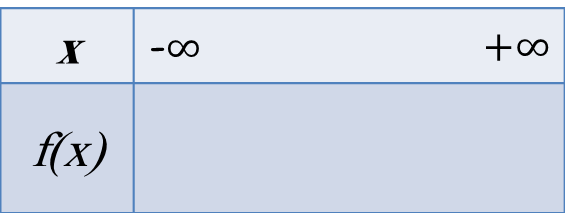 x -∞ +∞
f(x)